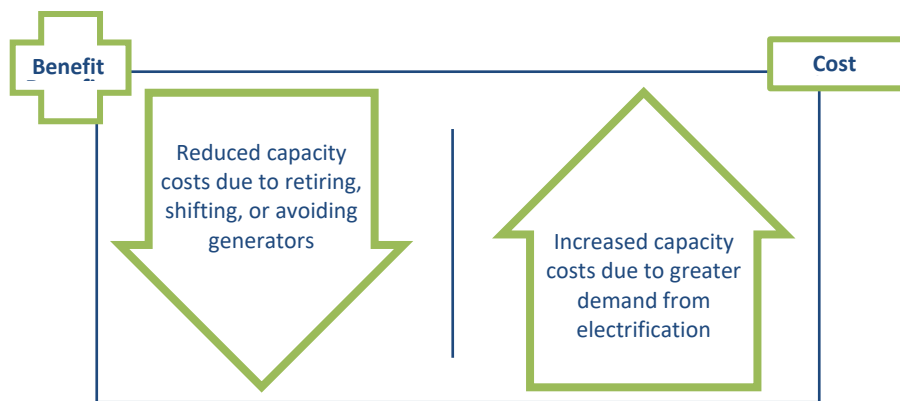 Benefit
Cost
Reduced capacity
costs due to retiring,
shifting, or avoiding
generators
Increased capacity
costs due to greater
demand from
electrification